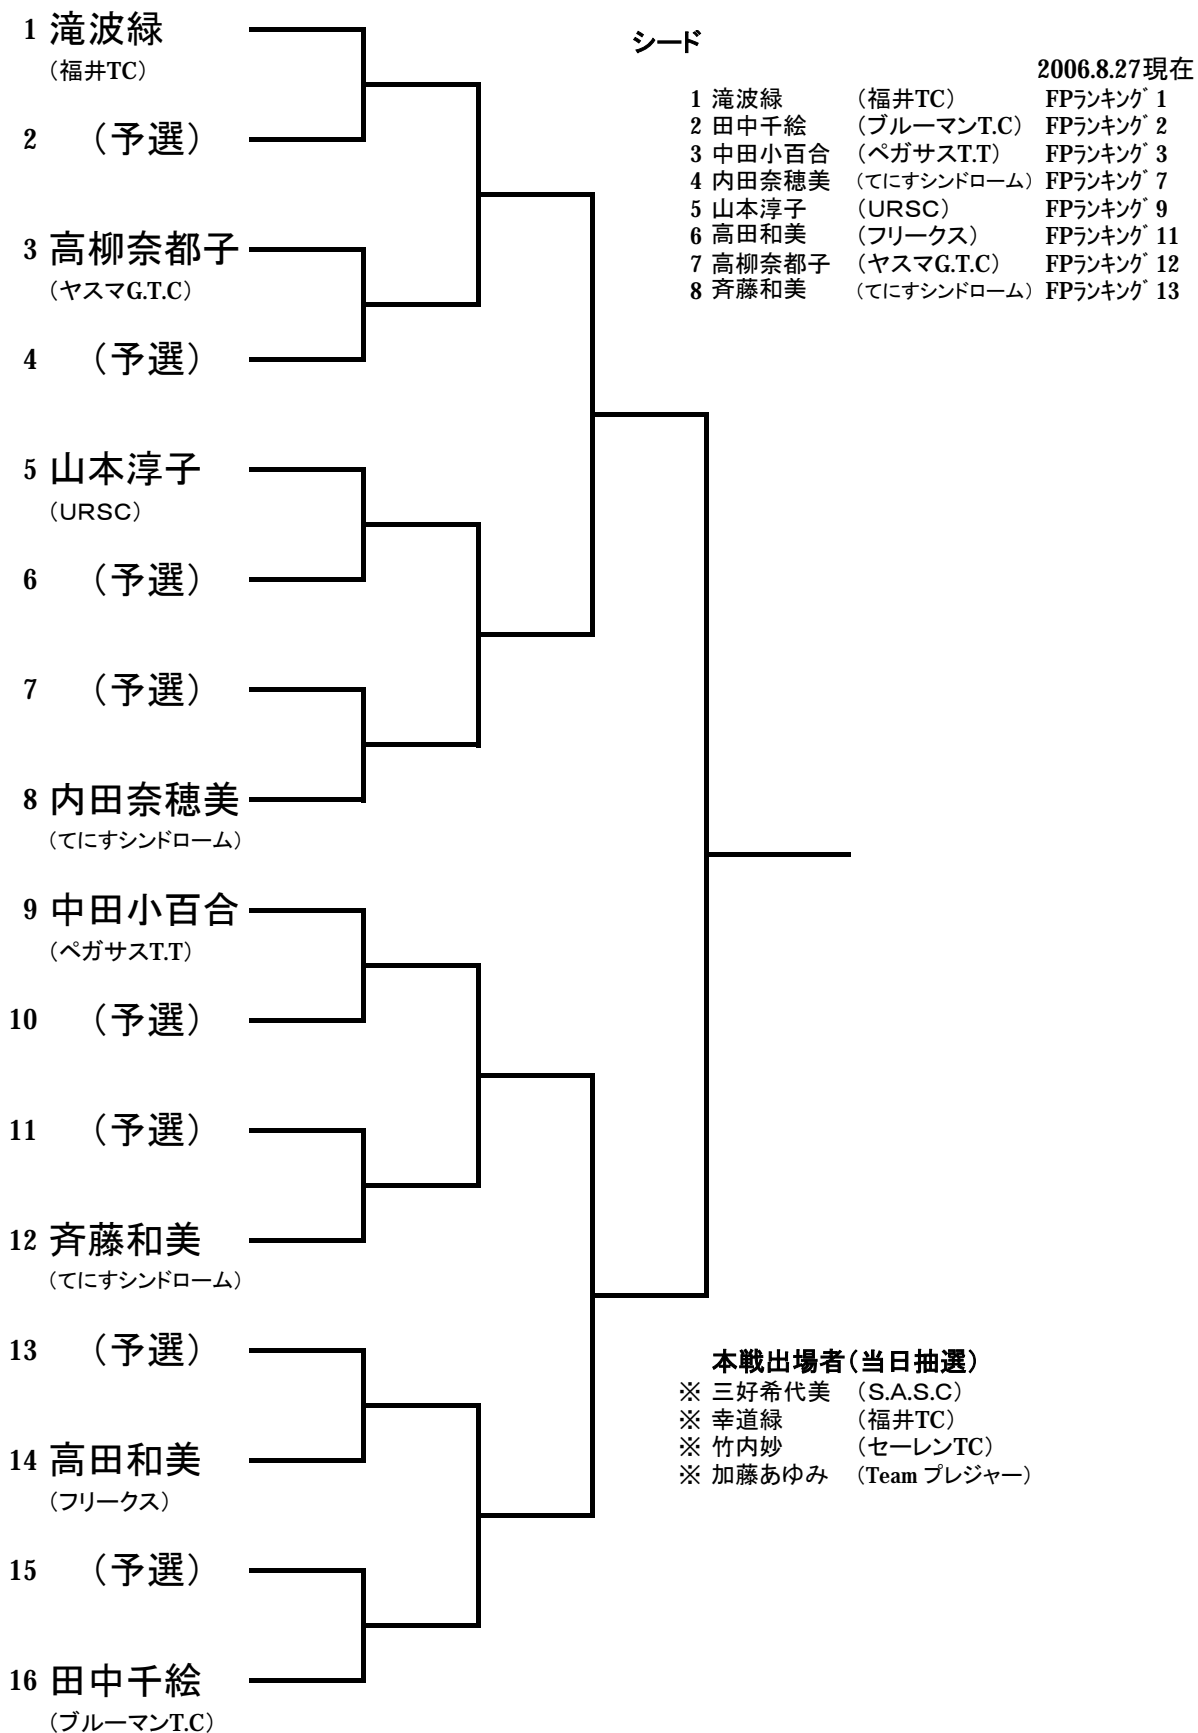 1 滝波緑
（福井TC）
2 （予選）
3 高柳奈都子
（ヤスマG.T.C）
4 （予選）
5 山本淳子
（URSC）
6 （予選）
7 （予選）
8 内田奈穂美
（てにすシンドローム）
9 中田小百合
（ペガサスT.T）
10 （予選）
11 （予選）
12 斉藤和美
（てにすシンドローム）
13 （予選）
14 高田和美
（フリークス）
15 （予選）
16 田中千絵
（ブルーマンT.C）
シード
2006.8.27現在
1 滝波緑 （福井TC） FPﾗﾝｷﾝｸﾞ 1
2 田中千絵 （ブルーマンT.C） FPﾗﾝｷﾝｸﾞ 2
3 中田小百合 （ペガサスT.T） FPﾗﾝｷﾝｸﾞ 3
4 内田奈穂美 （てにすシンドローム） FPﾗﾝｷﾝｸﾞ 7
5 山本淳子 （URSC） FPﾗﾝｷﾝｸﾞ 9
6 高田和美 （フリークス） FPﾗﾝｷﾝｸﾞ 11
7 高柳奈都子 （ヤスマG.T.C） FPﾗﾝｷﾝｸﾞ 12
8 斉藤和美 （てにすシンドローム） FPﾗﾝｷﾝｸﾞ 13
本戦出場者（当日抽選）
※ 三好希代美 （S.A.S.C）
※ 幸道緑 （福井TC）
※ 竹内妙 （セーレンTC）
※ 加藤あゆみ （Team プレジャー）